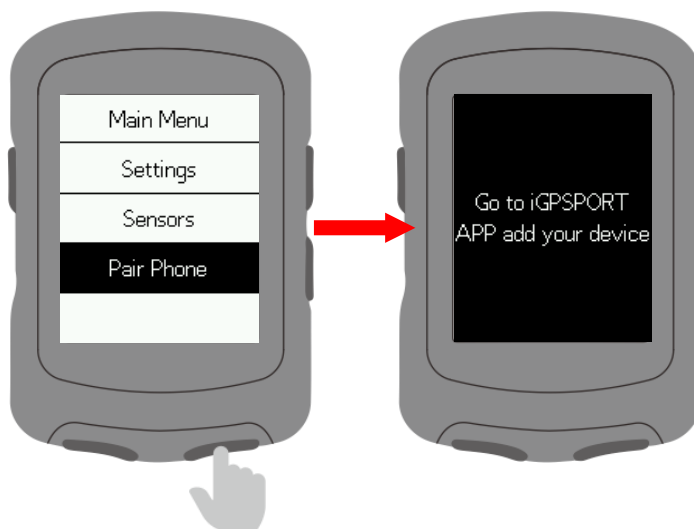 Main Menu
Settings
Sensors
Pair Phone
Go to iGPSPORT
APP add your device